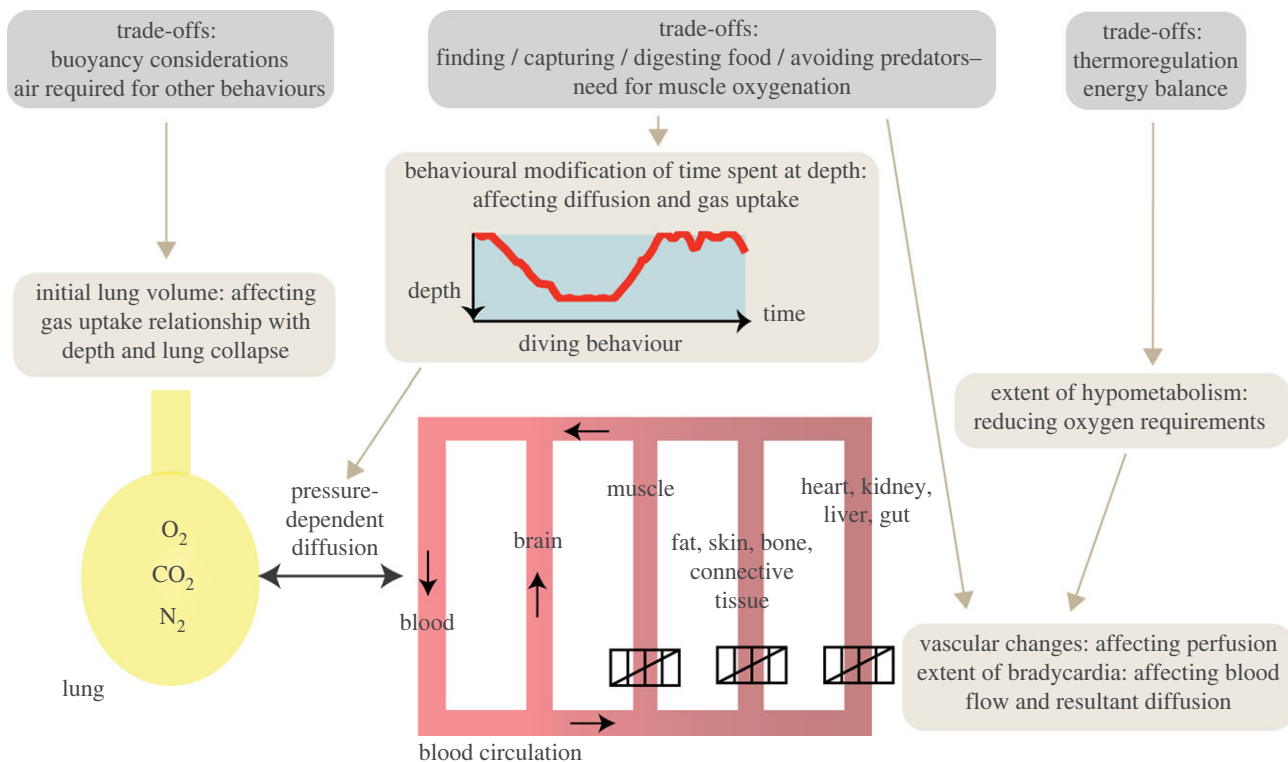 trade-offs:
buoyancy considerations
air required for other behaviours
trade-offs:
finding / capturing / digesting food / avoiding predators–
need for muscle oxygenation
trade-offs:
thermoregulation
energy balance
behavioural modification of time spent at depth:
affecting diffusion and gas uptake
depth
time
diving behaviour
initial lung volume: affecting
gas uptake relationship with
depth and lung collapse
extent of hypometabolism:
reducing oxygen requirements
O₂
CO₂
N₂
lung
pressure-
dependent
diffusion
blood
brain
muscle
fat, skin, bone,
connective
tissue
heart, kidney,
liver, gut
blood circulation
vascular changes: affecting perfusion
extent of bradycardia: affecting blood
flow and resultant diffusion